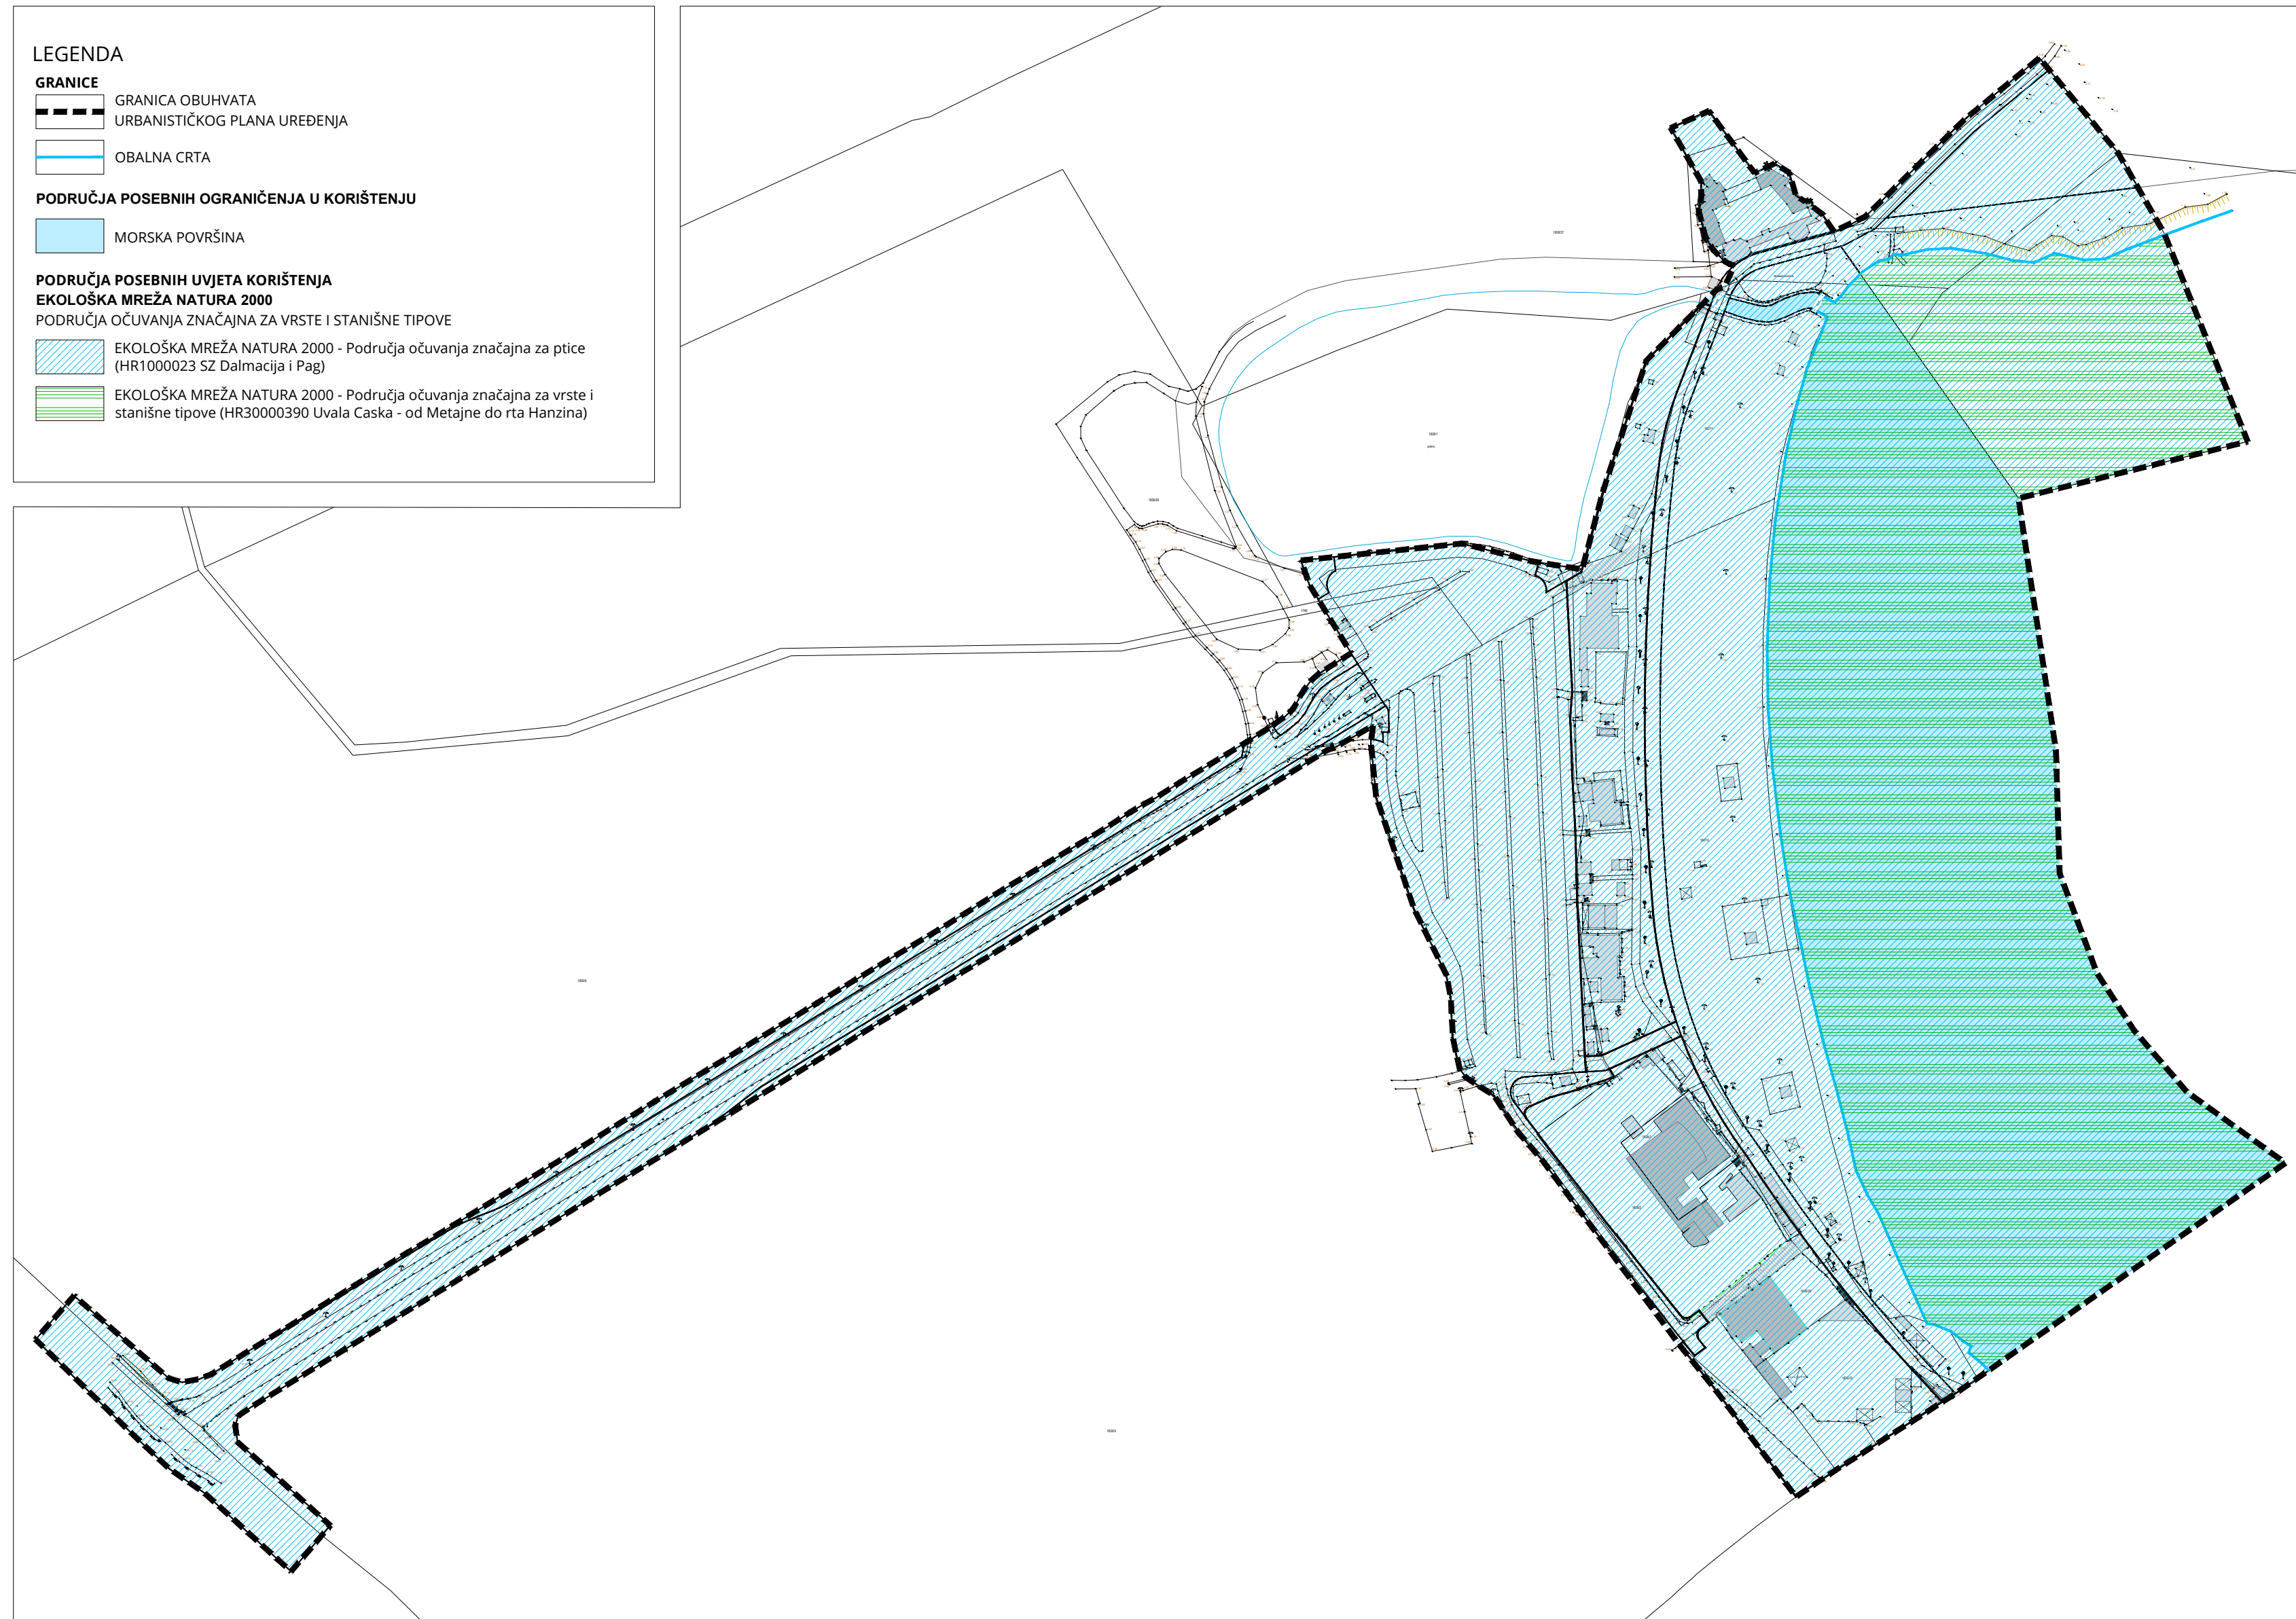 LEGENDA
GRANICE
GRANICA OBUHVATA
URBANISTIČKOG PLANA UREĐENJA
OBALNA CRTA
PODRUČJA POSEBNIH OGRANIČENJA U KORIŠTENJU
MORSKA POVRŠINA
PODRUČJA POSEBNIH UVJETA KORIŠTENJA
EKOLOŠKA MREŽA NATURA 2000
PODRUČJA OČUVANJA ZNAČAJNA ZA VRSTE I STANIŠNE TIPOVE
EKOLOŠKA MREŽA NATURA 2000 - Područja očuvanja značajna za ptice
(HR1000023 SZ Dalmacija i Pag)
EKOLOŠKA MREŽA NATURA 2000 - Područja očuvanja značajna za vrste i
stanišne tipove (HR30000390 Uvala Caska - od Metajne do rta Hanzina)